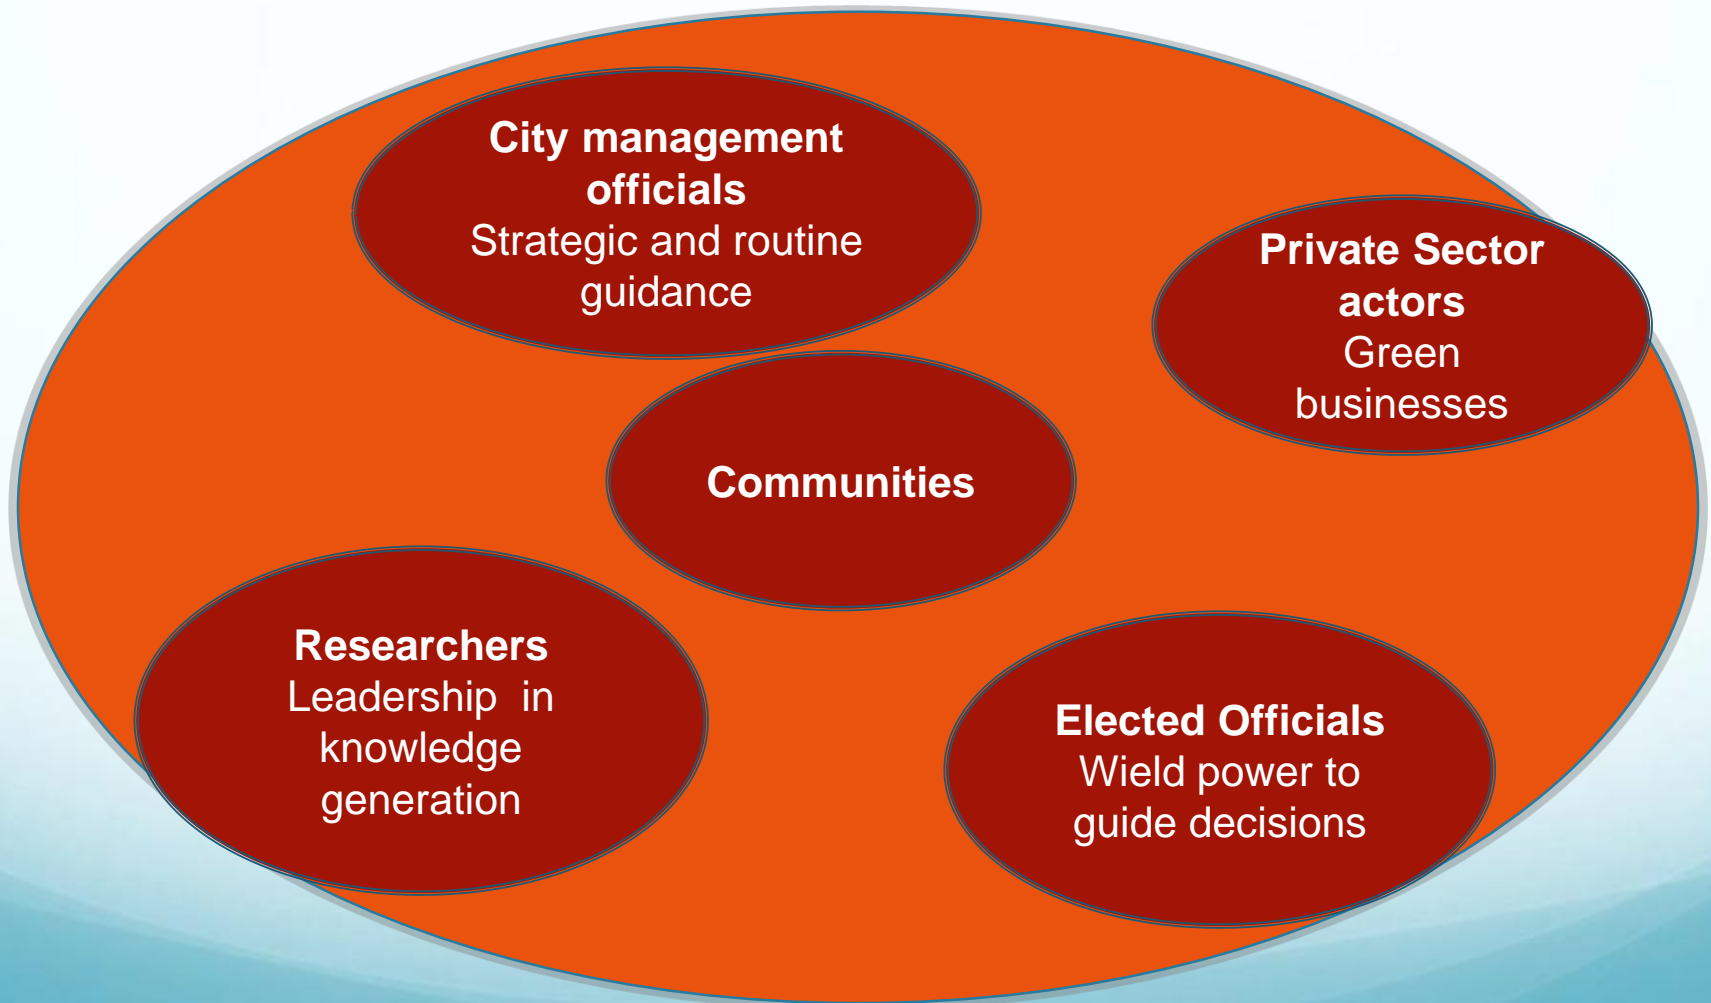 City management
officials
Strategic and routine
guidance
Private Sector
actors
Green
businesses
Communities
Researchers
Leadership in
knowledge
generation
Elected Officials
Wield power to
guide decisions